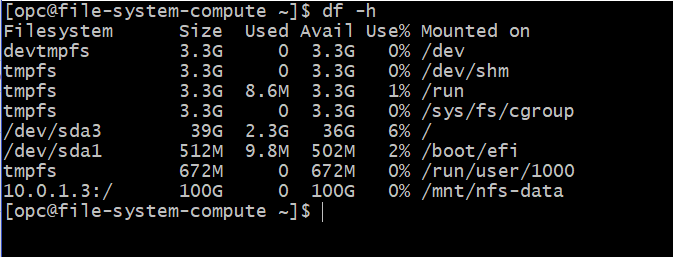 [opc@file-system-compute ~]$ df -h
Filesystem      Size  Used Avail Use% Mounted on
devtmpfs        3.3G     0  3.3G   0% /dev
tmpfs           3.3G     0  3.3G   0% /dev/shm
tmpfs           3.3G  8.6M  3.3G   1% /run
tmpfs           3.3G     0  3.3G   0% /sys/fs/cgroup
/dev/sda3        39G  2.3G   36G   6% /
/dev/sda1       512M  9.8M  502M   2% /boot/efi
tmpfs           672M     0  672M   0% /run/user/1000
10.0.1.3:/      100G     0  100G   0% /mnt/nfs-data
[opc@file-system-compute ~]$